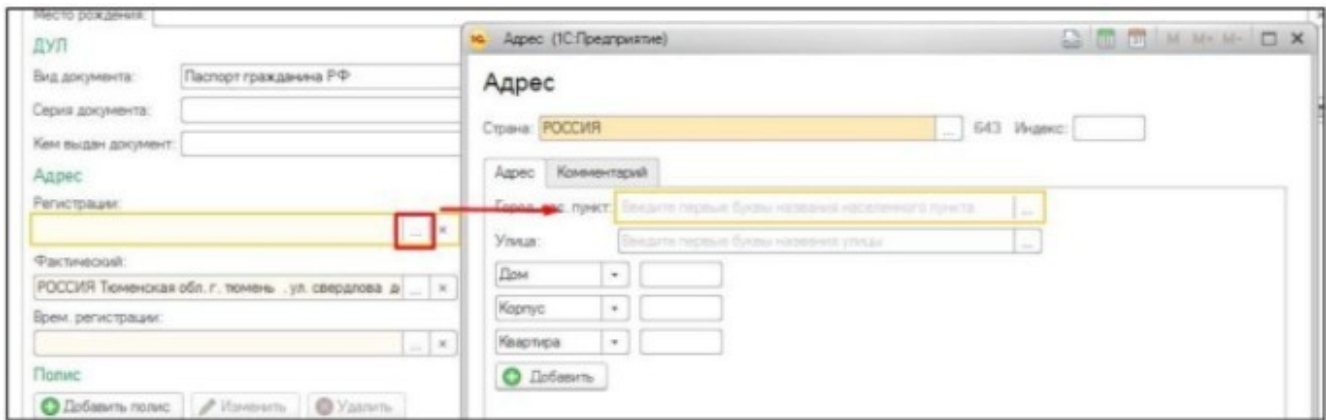 Место рождения:
ДУЛ
Вид документа: Паспорт гражданина РФ
Серия документа:
Кем выдан документ:
Адрес
Регистрации:
...
×
Фактический:
РОССИЯ Тюменская обл. г. тюмень . ул. свердлова д ... ×
Врем. регистрации:
... ×
Полис
Добавить полис Изменить Удалить
Адрес (1С:Предприятие) M M+ M-
Адрес
Страна: РОССИЯ ... 643 Индекс:
Адрес Комментарий
Город, нас. пункт: Введите первые буквы названия населенного пункта ...
Улица: Введите первые буквы названия улицы ...
Дом
Корпус
Квартира
Добавить